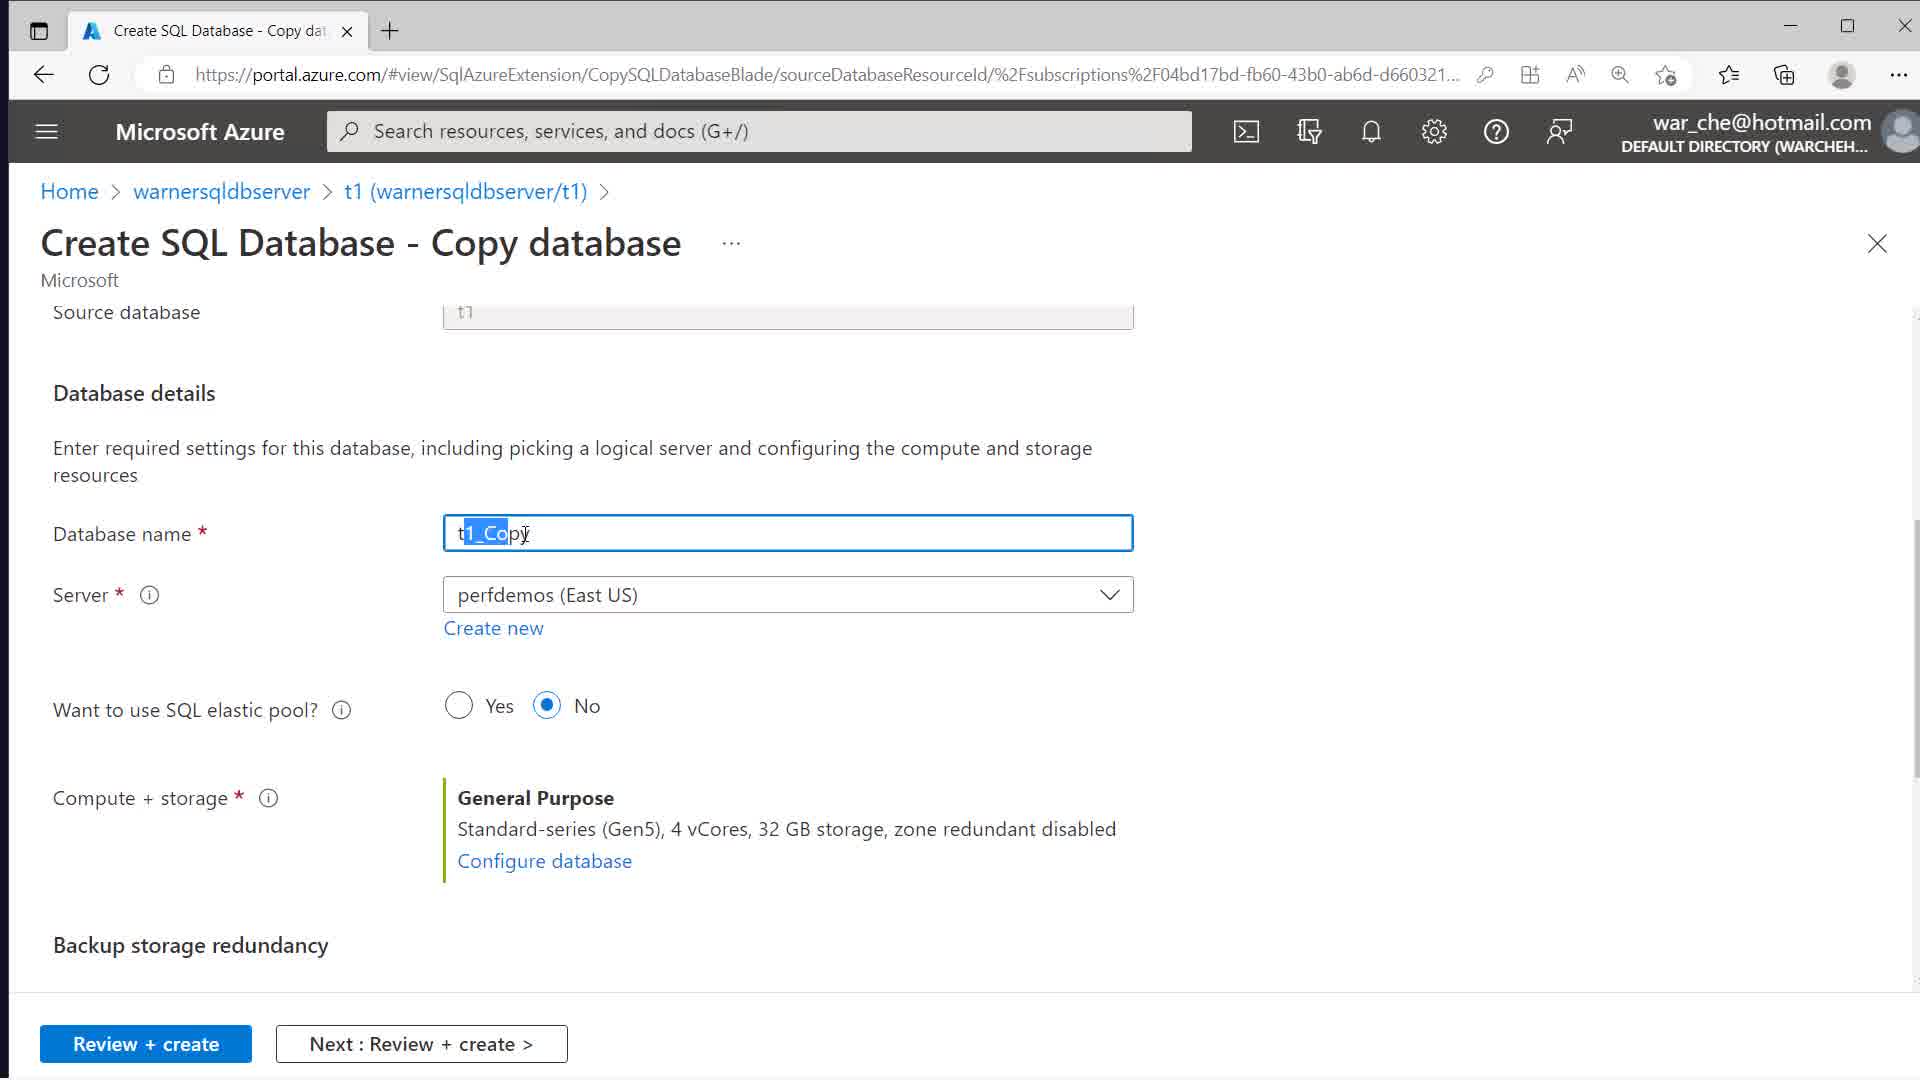 Create SQL Database - Copy dat
https://portal.azure.com/#view/SqlAzureExtension/CopySQLDatabaseBlade/sourceDatabaseResourceId/%2Fsubscriptions%2F04bd17bd-fb60-43b0-ab6d-d660321...
Microsoft Azure
Search resources, services, and docs (G+/)
war_che@hotmail.com
DEFAULT DIRECTORY (WARCHEH...
Home > warnersqldbserver > t1 (warnersqldbserver/t1) >
Create SQL Database - Copy database ...
Microsoft
Source database t1
Database details
Enter required settings for this database, including picking a logical server and configuring the compute and storage
resources
Database name * t1_Copy
Server * perfdemos (East US)
Create new
Want to use SQL elastic pool? Yes No
Compute + storage * General Purpose
Standard-series (Gen5), 4 vCores, 32 GB storage, zone redundant disabled
Configure database
Backup storage redundancy
Review + create Next : Review + create >